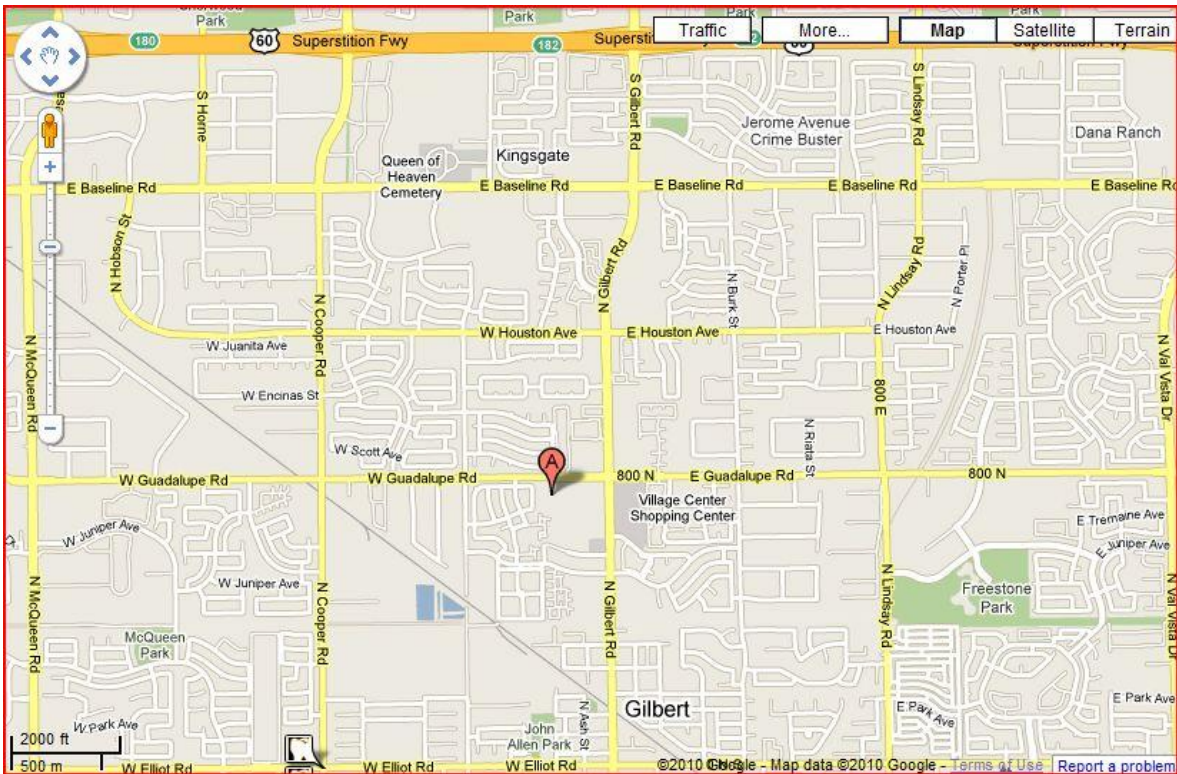 Sherwood
Park
Park
Park
Park
Traffic
More...
Map
Satellite
Terrain
180
60
Superstition Fwy
182
Superstition Fwy
S Horne
S Gilbert Rd
S Lindsay Rd
Jerome Avenue
Crime Buster
Dana Ranch
Queen of
Heaven
Cemetery
Kingsgate
E Baseline Rd
E Baseline Rd
E Baseline Rd
E Baseline Rd
E Baseline Rd
N Hobson St
N Gilbert Rd
N Burk St
N Lindsay Rd
N Porter Pl
N McQueen Rd
N Cooper Rd
W Houston Ave
E Houston Ave
E Houston Ave
W Juanita Ave
N Val Vista Dr
W Encinas St
800 E
W Scott Ave
N Riata St
A
W Guadalupe Rd
W Guadalupe Rd
800 N
E Guadalupe Rd
800 N
Village Center
Shopping Center
W Juniper Ave
E Tremaine Ave
E Juniper Ave
W Juniper Ave
N McQueen Rd
N Cooper Rd
N Gilbert Rd
N Lindsay Rd
Freestone
Park
N Val Vista Dr
McQueen
Park
Gilbert
E Park Ave
E Park Ave
W Park Ave
N Ash St
John
Allen Park
2000 ft
500 m
W Elliot Rd
W Elliot Rd
W Elliot Rd
©2010 Google - Map data ©2010 Google - Terms of Use
Report a problem